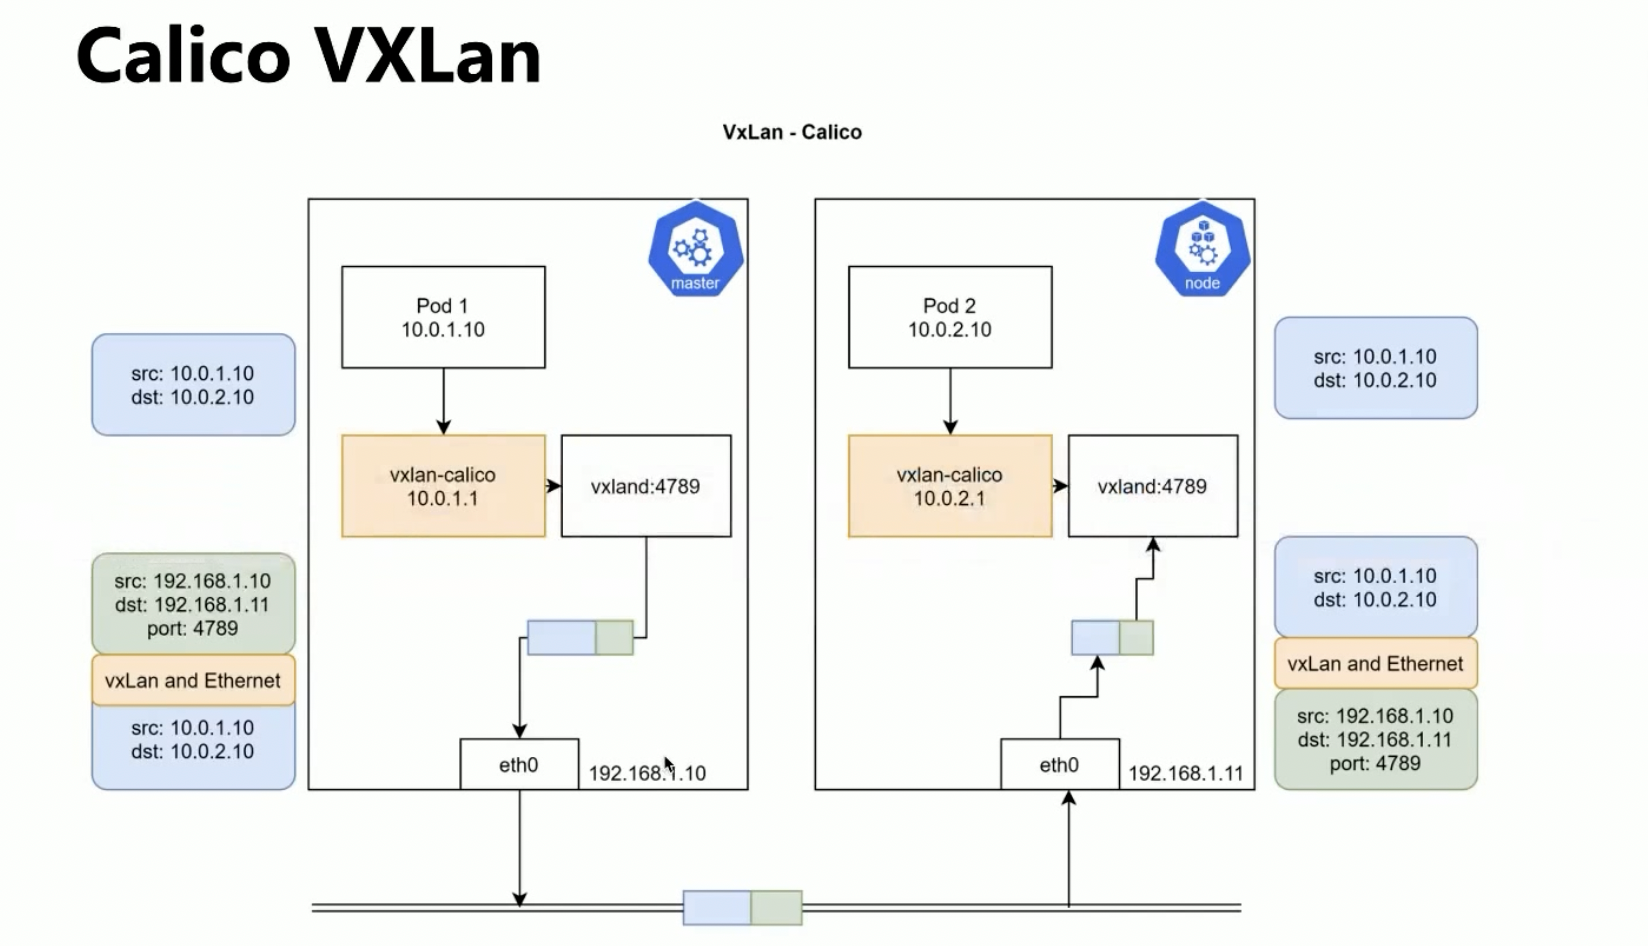 Calico VXLan
VxLan - Calico
master
Pod 1
10.0.1.10
src: 10.0.1.10
dst: 10.0.2.10
vxlan-calico
10.0.1.1
vxland:4789
src: 192.168.1.10
dst: 192.168.1.11
port: 4789
vxLan and Ethernet
src: 10.0.1.10
dst: 10.0.2.10
eth0
192.168.1.10
node
Pod 2
10.0.2.10
src: 10.0.1.10
dst: 10.0.2.10
vxlan-calico
10.0.2.1
vxland:4789
src: 10.0.1.10
dst: 10.0.2.10
vxLan and Ethernet
src: 192.168.1.10
dst: 192.168.1.11
port: 4789
eth0
192.168.1.11